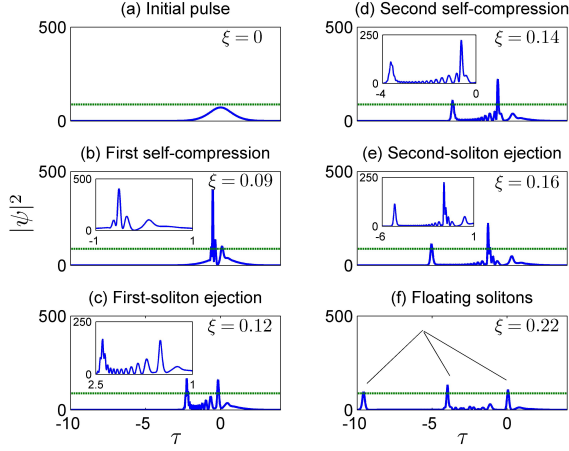 (a) Initial pulse
500
ξ = 0
0
(b) First self-compression
500
ξ = 0.09
500
0
-1
1
0
|ψ|²
(c) First-soliton ejection
500
ξ = 0.12
250
0
2.5
1
0
-10
-5
0
τ
(d) Second self-compression
500
ξ = 0.14
250
0
-4
0
0
(e) Second-soliton ejection
500
ξ = 0.16
250
0
-6
1
0
(f) Floating solitons
500
ξ = 0.22
0
-10
-5
0
τ